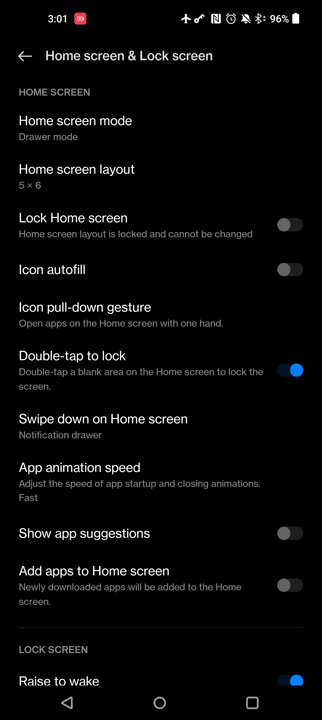 3:01
96%
Home screen & Lock screen
HOME SCREEN
Home screen mode
Drawer mode
Home screen layout
5 × 6
Lock Home screen
Home screen layout is locked and cannot be changed
Icon autofill
Icon pull-down gesture
Open apps on the Home screen with one hand.
Double-tap to lock
Double-tap a blank area on the Home screen to lock the
screen.
Swipe down on Home screen
Notification drawer
App animation speed
Adjust the speed of app startup and closing animations.
Fast
Show app suggestions
Add apps to Home screen
Newly downloaded apps will be added to the Home
screen.
LOCK SCREEN
Raise to wake